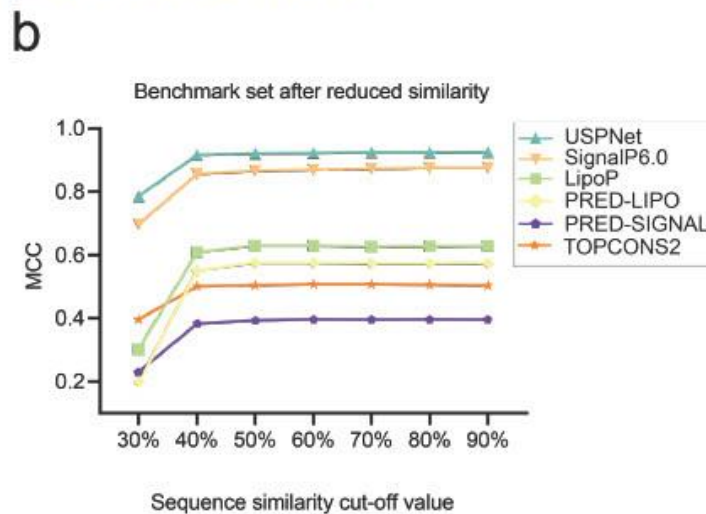 b
Benchmark set after reduced similarity
1.0
0.8
0.6
0.4
0.2
MCC
30% 40% 50% 60% 70% 80% 90%
Sequence similarity cut-off value
USPNet
SignalP6.0
LipoP
PRED-LIPO
PRED-SIGNAL
TOPCONS2